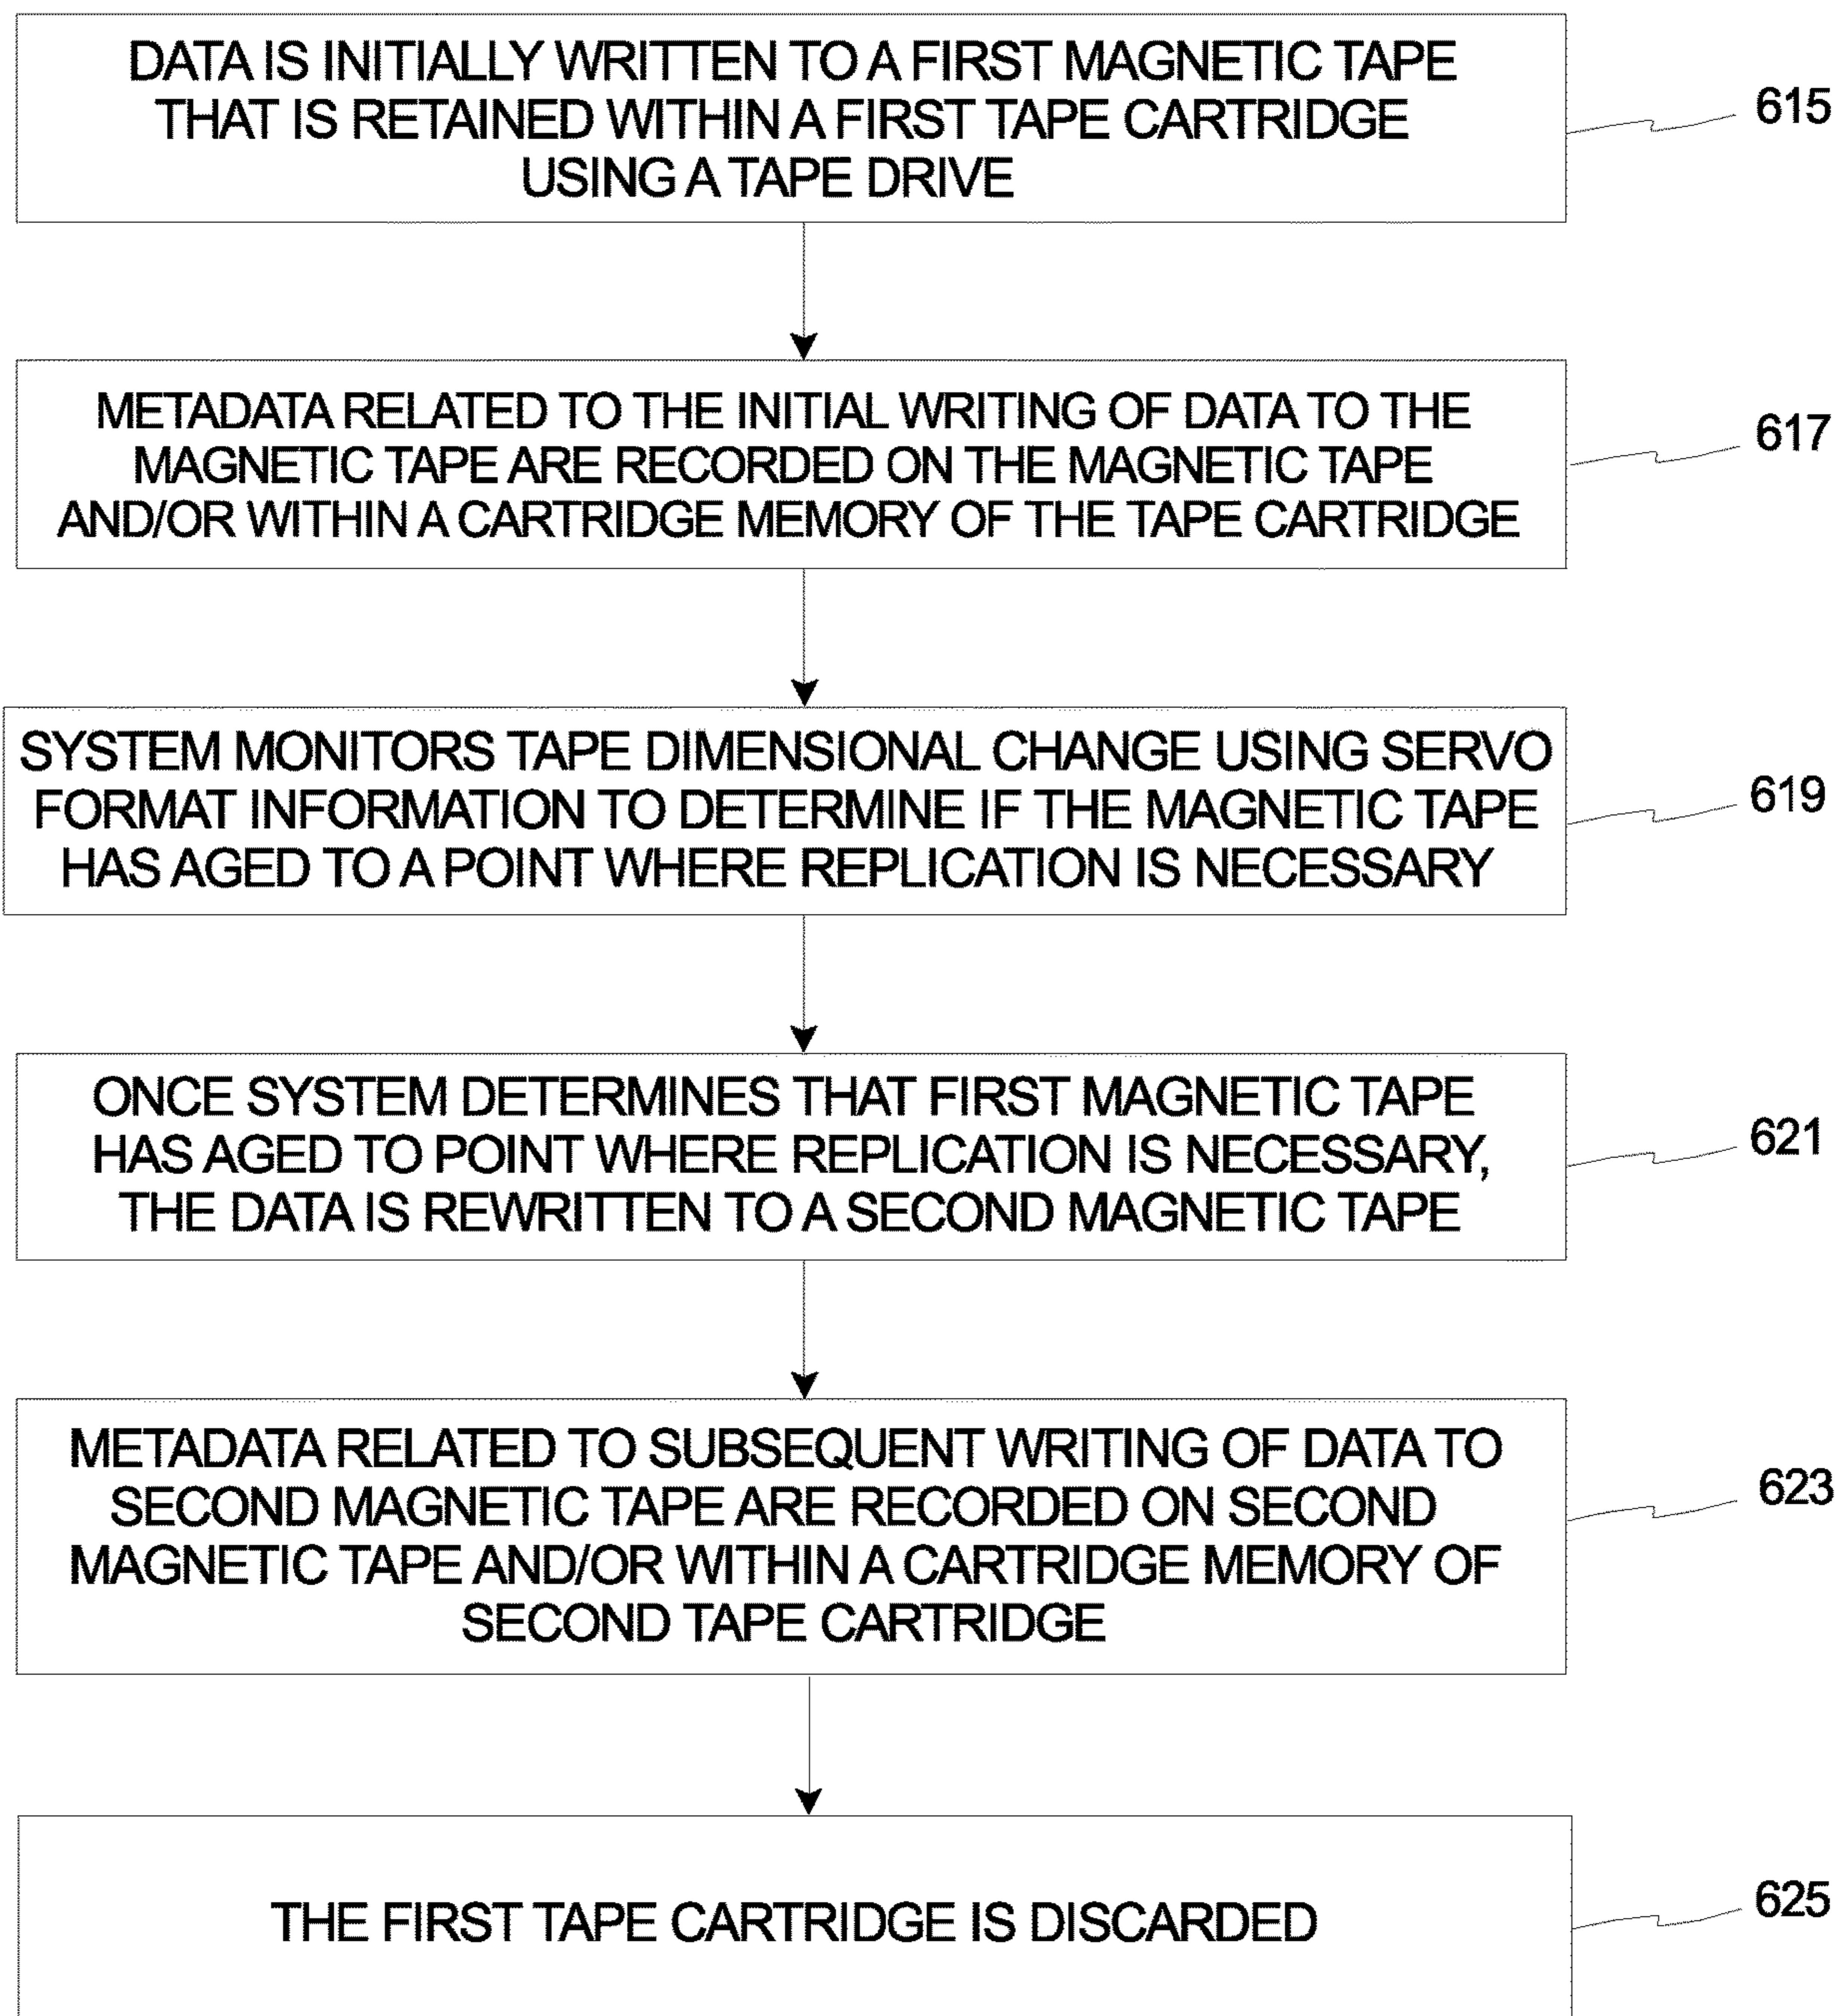 DATA IS INITIALLY WRITTEN TO A FIRST MAGNETIC TAPE
THAT IS RETAINED WITHIN A FIRST TAPE CARTRIDGE
USING A TAPE DRIVE
615
METADATA RELATED TO THE INITIAL WRITING OF DATA TO THE
MAGNETIC TAPE ARE RECORDED ON THE MAGNETIC TAPE
AND/OR WITHIN A CARTRIDGE MEMORY OF THE TAPE CARTRIDGE
617
SYSTEM MONITORS TAPE DIMENSIONAL CHANGE USING SERVO
FORMAT INFORMATION TO DETERMINE IF THE MAGNETIC TAPE
HAS AGED TO A POINT WHERE REPLICATION IS NECESSARY
619
ONCE SYSTEM DETERMINES THAT FIRST MAGNETIC TAPE
HAS AGED TO POINT WHERE REPLICATION IS NECESSARY,
THE DATA IS REWRITTEN TO A SECOND MAGNETIC TAPE
621
METADATA RELATED TO SUBSEQUENT WRITING OF DATA TO
SECOND MAGNETIC TAPE ARE RECORDED ON SECOND
MAGNETIC TAPE AND/OR WITHIN A CARTRIDGE MEMORY OF
SECOND TAPE CARTRIDGE
623
THE FIRST TAPE CARTRIDGE IS DISCARDED
625